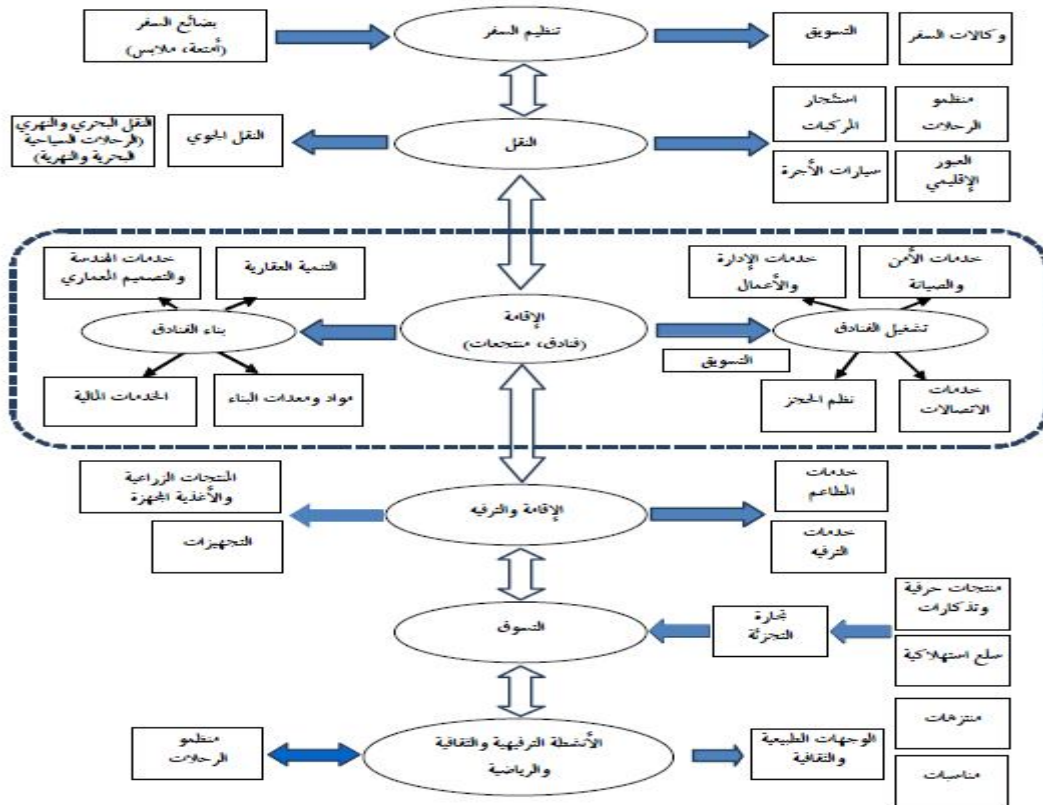 بضائع السفر
(أمتعة، ملابس)
تنظيم السفر
التسويق
وكالات السفر
النقل البحري والنهري
(الرحلات السياحية
البحرية والنهرية)
النقل الجوي
النقل
استئجار
المركبات
منظمو
الرحلات
سيارات الأجرة
العبور
الإقليمي
خدمات الهندسة
والتصميم المعماري
التنمية العقارية
خدمات الإدارة
والأعمال
خدمات الأمن
والصيانة
بناء الفنادق
الإقامة
(فنادق، منتجعات)
تشغيل الفنادق
التسويق
الخدمات المالية
مواد ومعدات البناء
نظم الحجز
خدمات
الاتصالات
المنتجات الزراعية
والأغذية المجهزة
التجهيزات
الإقامة والترفيه
خدمات
المطاعم
خدمات
الترفيه
التسوق
تجارة
التجزئة
منتجات حرفية
وتذكارات
سلع استهلاكية
منظمو
الرحلات
الأنشطة الترفيهية والثقافية
والرياضية
الوجهات الطبيعية
والثقافية
منتزهات
مناسبات